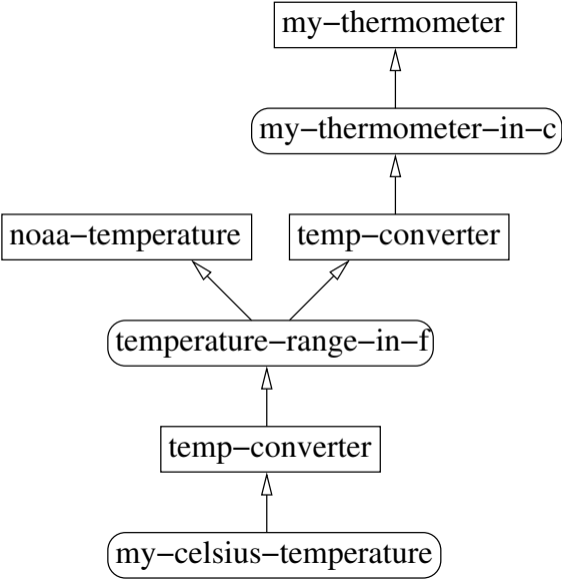 my−thermometer
my−thermometer−in−c
noaa−temperature
temp−converter
temperature−range−in−f
temp−converter
my−celsius−temperature